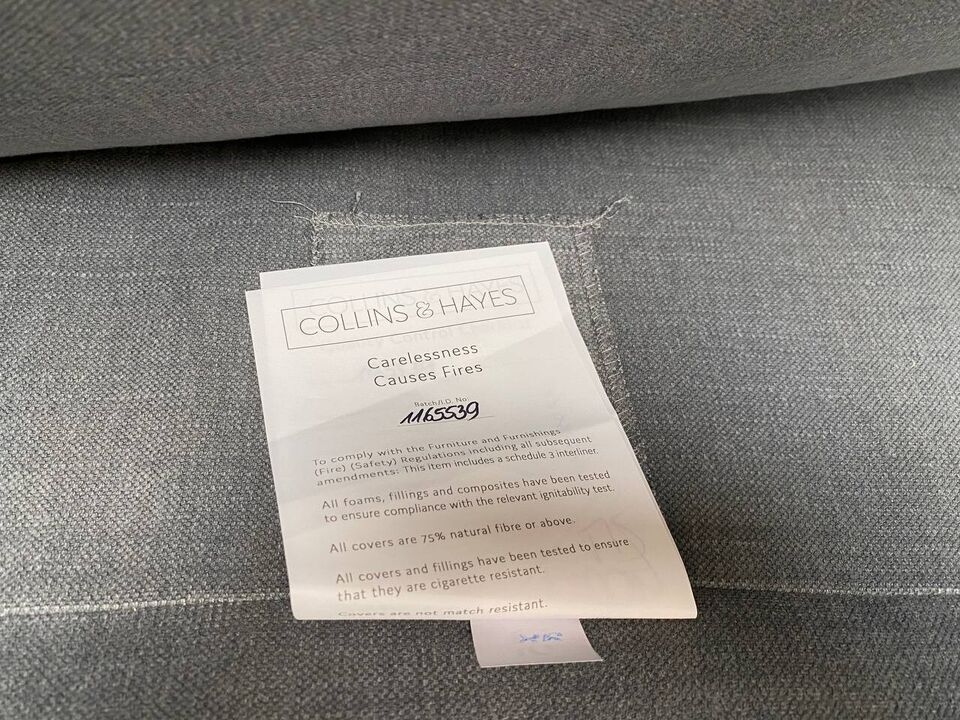 COLLINS & HAYES
Carelessness
Causes Fires
Batch/I.D. No.
1165539
To comply with the Furniture and Furnishings
(Fire) (Safety) Regulations including all subsequent
amendments: This item includes a schedule 3 interliner.
All foams, fillings and composites have been tested
to ensure compliance with the relevant ignitability test.
All covers are 75% natural fibre or above.
All covers and fillings have been tested to ensure
that they are cigarette resistant.
Covers are not match resistant.